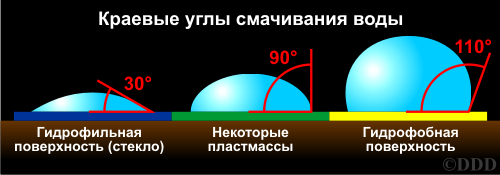 Краевые углы смачивания воды
30°
90°
110°
Гидрофильная
поверхность (стекло)
Некоторые
пластмассы
Гидрофобная
поверхность
©DDD